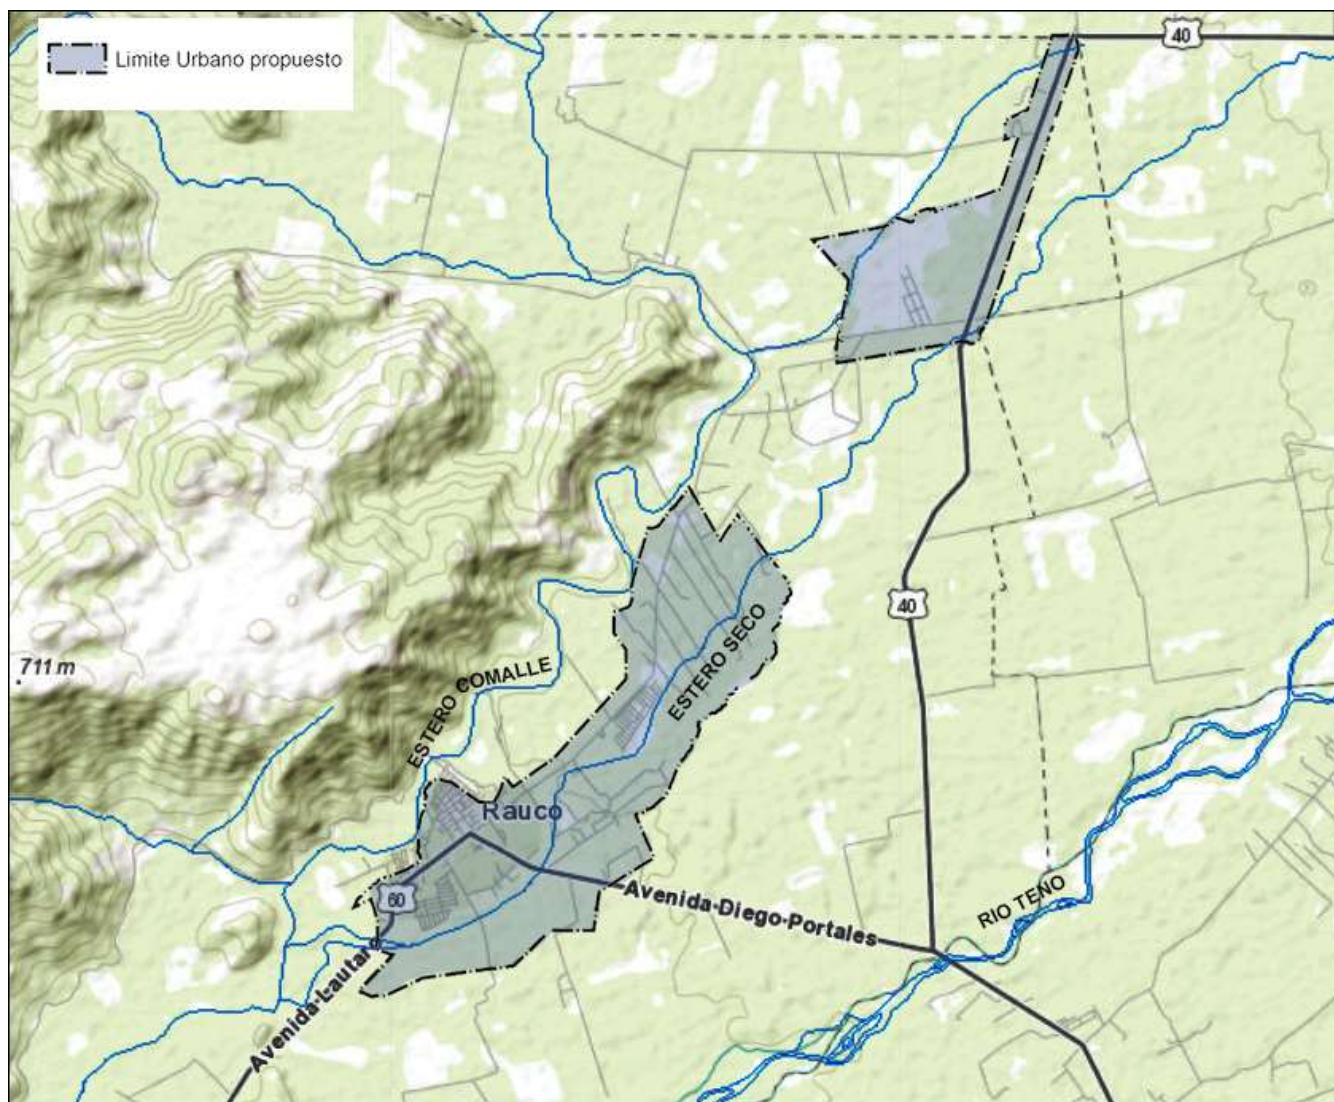 Limite Urbano propuesto
40
40
711 m
ESTERO COMALLE
ESTERO SECO
Rauco
60
Avenida-Diego-Portales
RIO TENO
Avenida-Lautaro